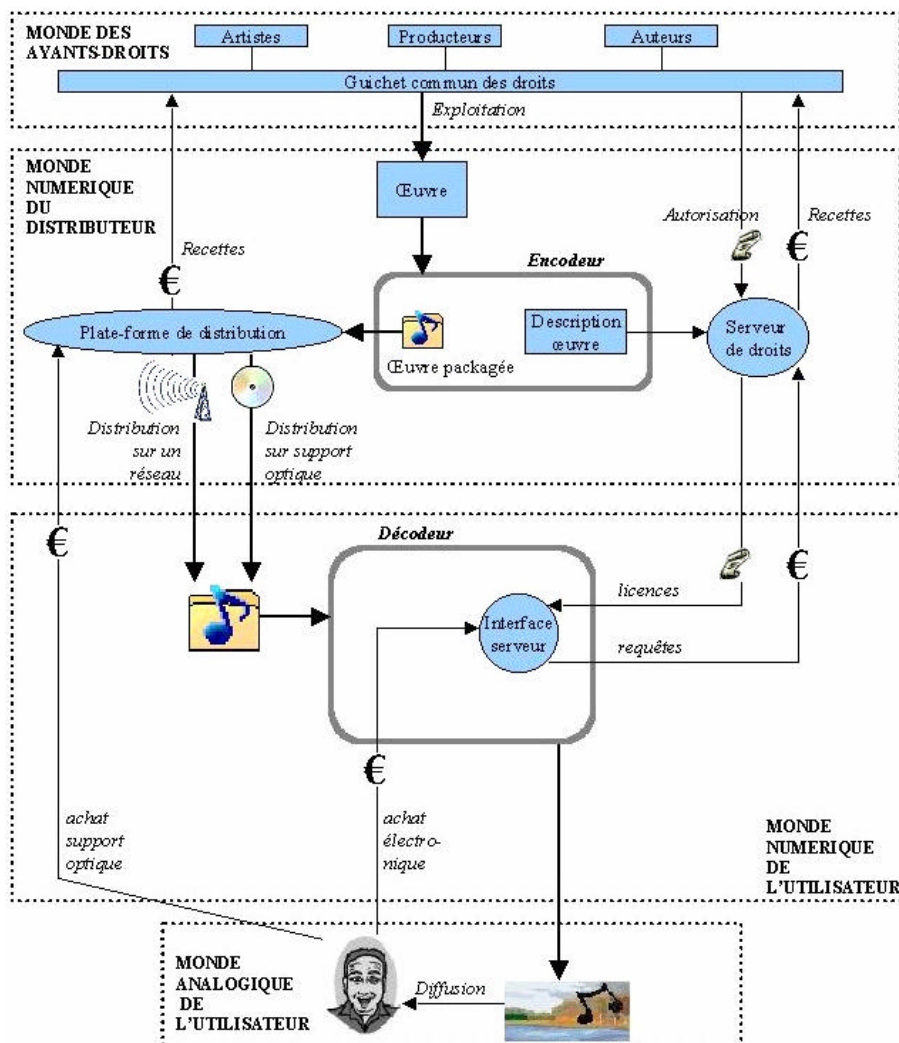 MONDE DES
AYANTS-DROITS
Artistes
Producteurs
Auteurs
Guichet commun des droits
Exploitation
MONDE
NUMERIQUE
DU
DISTRIBUTEUR
Œuvre
Recettes
Autorisation
Recettes
€
€
Encodeur
Plate-forme de distribution
Œuvre packagée
Description
œuvre
Serveur
de droits
Distribution
sur un
réseau
Distribution
sur support
optique
€
€
Décodeur
licences
Interface
serveur
requêtes
€
achat
support
optique
achat
électro-
nique
MONDE
NUMERIQUE
DE
L'UTILISATEUR
MONDE
ANALOGIQUE
DE
L'UTILISATEUR
Diffusion